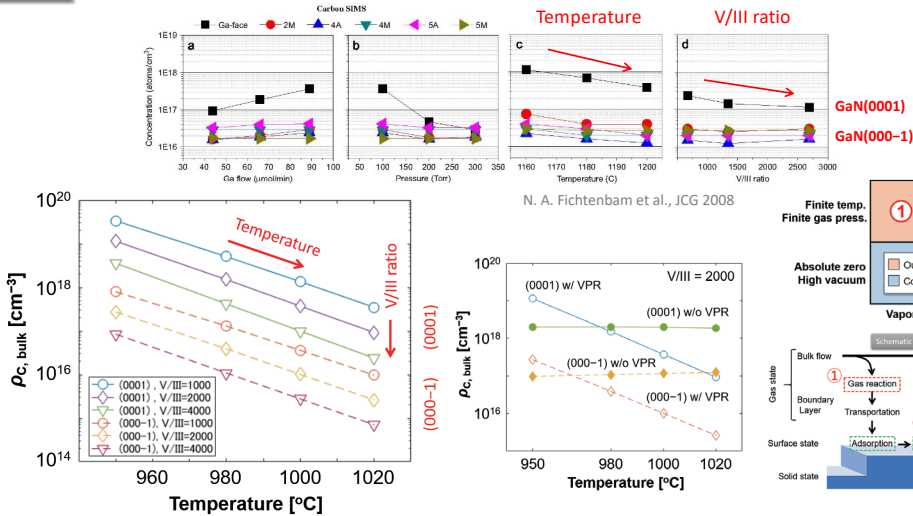 Carbon SIMS
Ga-face 2M 4A 4M 5A 5M
Temperature
V/III ratio
a
b
c
d
Concentration (atoms/cm³)
1E19
1E18
1E17
1E16
40 50 60 70 80 90
Ga flow (μmol/min)
50 100 150 200 250 300 350
Pressure (Torr)
1160 1170 1180 1190 1200
Temperature (C)
1000 1500 2000 2500 3000
V/III ratio
GaN(0001)
GaN(000−1)
N. A. Fichtenbam et al., JCG 2008
10²⁰
10¹⁸
10¹⁶
10¹⁴
ρC, bulk [cm⁻³]
Temperature
V/III ratio
(0001)
(000−1)
(0001) , V/III=1000
(0001) , V/III=2000
(0001) , V/III=4000
(000-1), V/III=1000
(000-1), V/III=2000
(000-1), V/III=4000
960 980 1000 1020
Temperature [°C]
V/III = 2000
10²⁰
10¹⁸
10¹⁶
ρC, bulk [cm⁻³]
(0001) w/ VPR
(0001) w/o VPR
(000−1) w/o VPR
(000−1) w/ VPR
950 980 1000 1020
Temperature [°C]
Finite temp.
Finite gas press.
①
Absolute zero
High vacuum
Schematic
Gas state
Bulk flow
①
Gas reaction
Boundary
Layer
Transportation
Surface state
Adsorption
Solid state